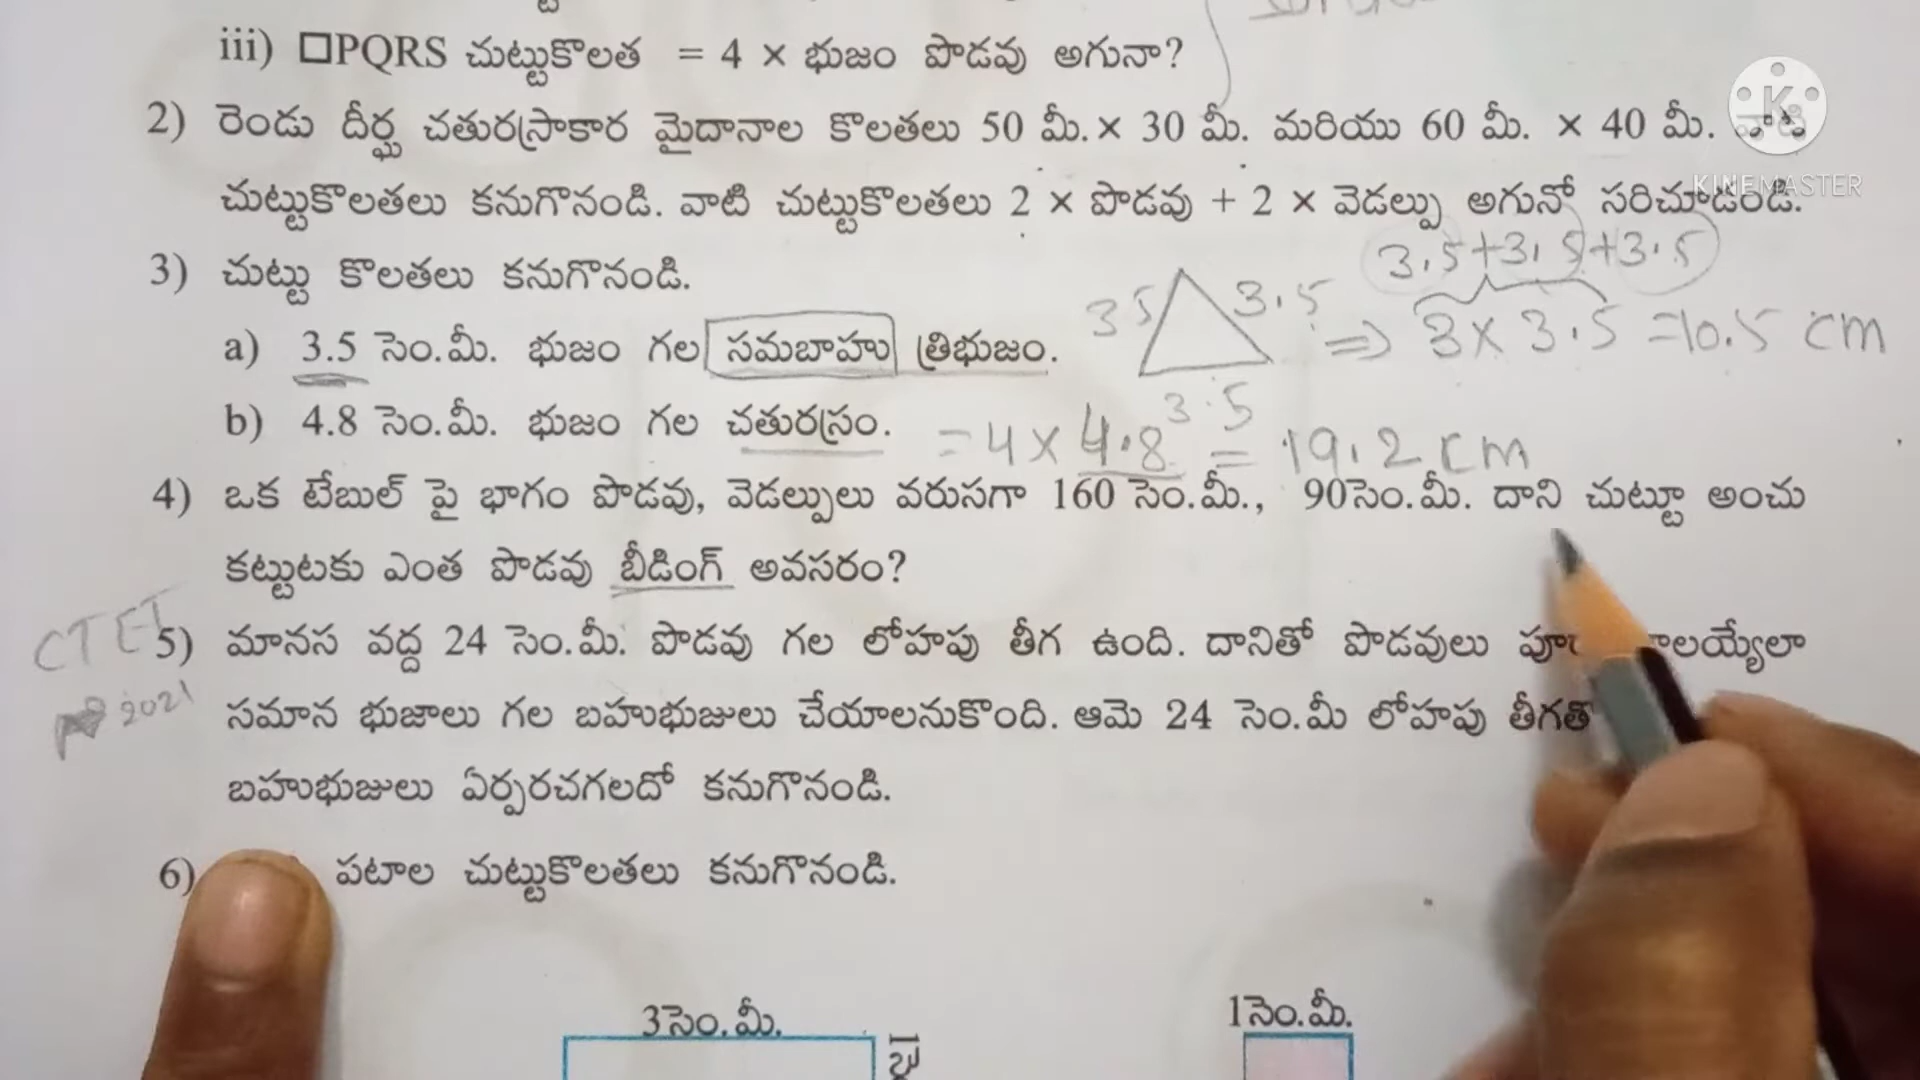 iii) □PQRS చుట్టుకొలత = 4 × భుజం పొడవు అగునా?
2) రెండు దీర్ఘ చతురస్రాకార మైదానాల కొలతలు 50 మీ. × 30 మీ. మరియు 60 మీ. × 40 మీ. వాటి
చుట్టుకొలతలు కనుగొనండి. వాటి చుట్టుకొలతలు 2 × పొడవు + 2 × వెడల్పు అగునో సరిచూడండి.
KINEMASTER
3) చుట్టు కొలతలు కనుగొనండి.
3.5+3.5+3.5
a) 3.5 సెం.మీ. భుజం గల సమబాహు త్రిభుజం. 3 5 3.5 ⇒ 3 × 3.5 = 10.5 cm
3.5
b) 4.8 సెం.మీ. భుజం గల చతురస్రం. = 4 × 4.8 = 19.2 cm
4) ఒక టేబుల్ పై భాగం పొడవు, వెడల్పులు వరుసగా 160 సెం.మీ., 90సెం.మీ. దాని చుట్టూ అంచు
కట్టుటకు ఎంత పొడవు బీడింగ్ అవసరం?
CTET
5) మానస వద్ద 24 సెం.మీ. పొడవు గల లోహపు తీగ ఉంది. దానితో పొడవులు
2021
సమాన భుజాలు గల బహుభుజులు చేయాలనుకొంది. ఆమె 24 సెం.మీ లోహపు తీగతో
బహుభుజులు ఏర్పరచగలదో కనుగొనండి.
6) పటాల చుట్టుకొలతలు కనుగొనండి.
3సెం.మీ. 1సెం.మీ.